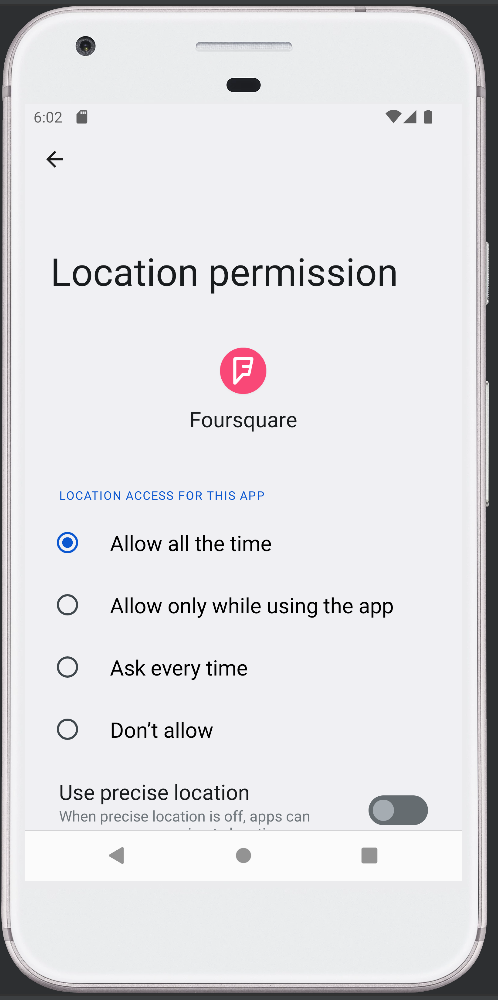 6:02
Location permission
Foursquare
LOCATION ACCESS FOR THIS APP
Allow all the time
Allow only while using the app
Ask every time
Don’t allow
Use precise location
When precise location is off, apps can